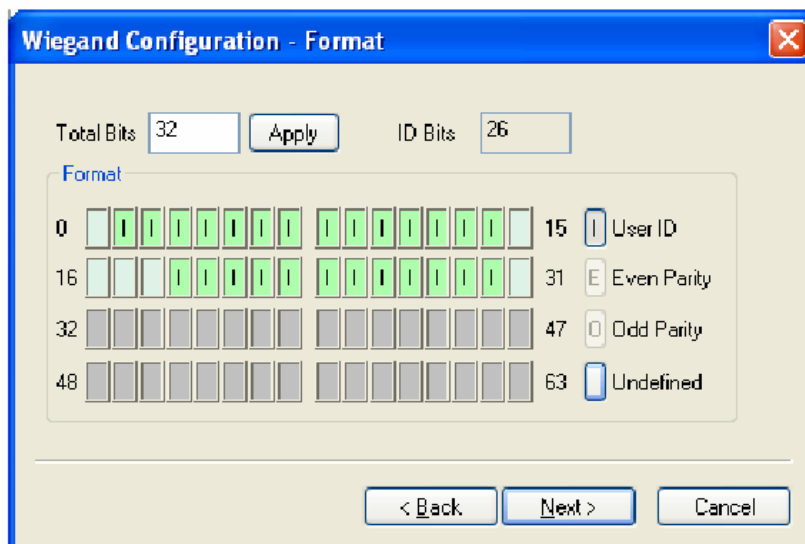 Wiegand Configuration - Format
Total Bits 32 Apply ID Bits 26
Format
0 I I I I I I I I I I I I I I 15 I User ID
16 I I I I I I I I I I I I 31 E Even Parity
32 47 O Odd Parity
48 63 Undefined
< Back Next > Cancel